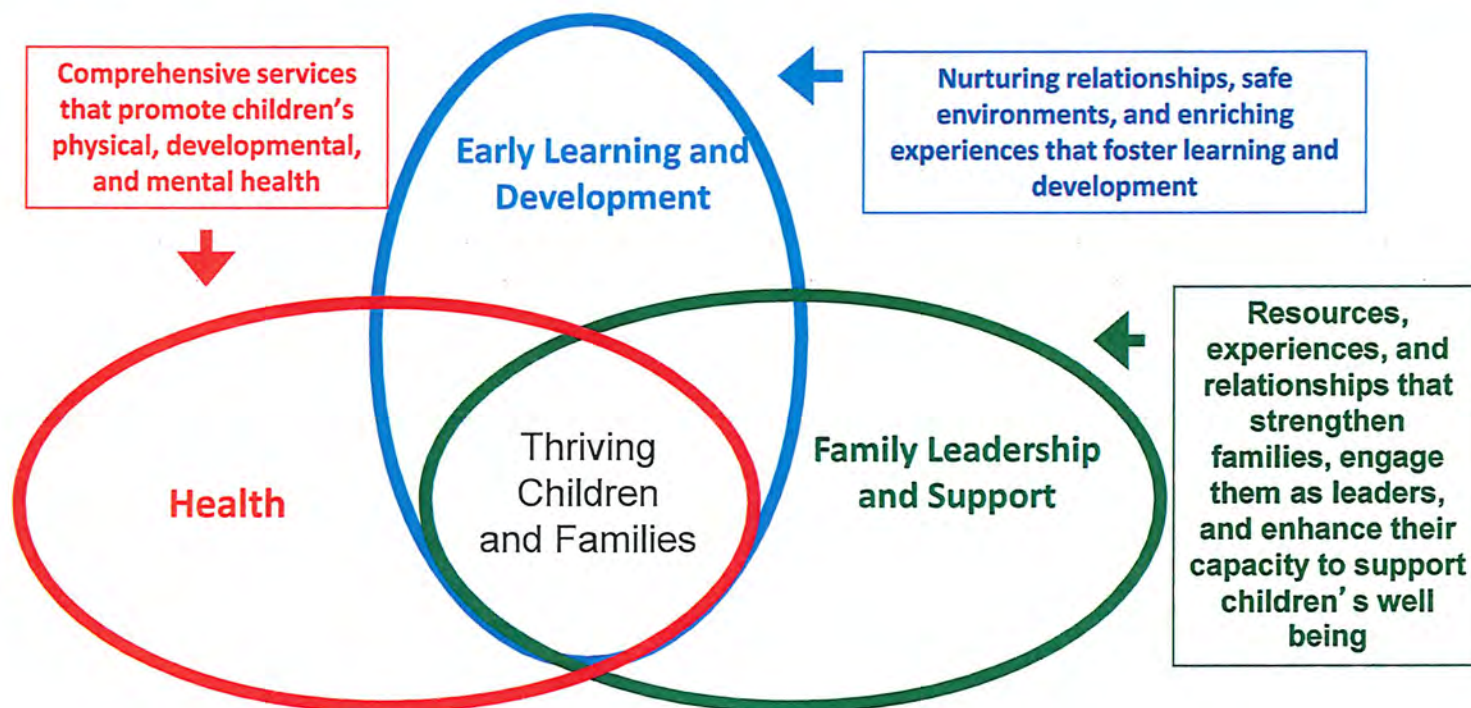 Comprehensive services
that promote children's
physical, developmental,
and mental health
Nurturing relationships, safe
environments, and enriching
experiences that foster learning and
development
Early Learning and
Development
Resources,
experiences, and
relationships that
strengthen
families, engage
them as leaders,
and enhance their
capacity to support
children's well
being
Health
Thriving
Children
and Families
Family Leadership
and Support